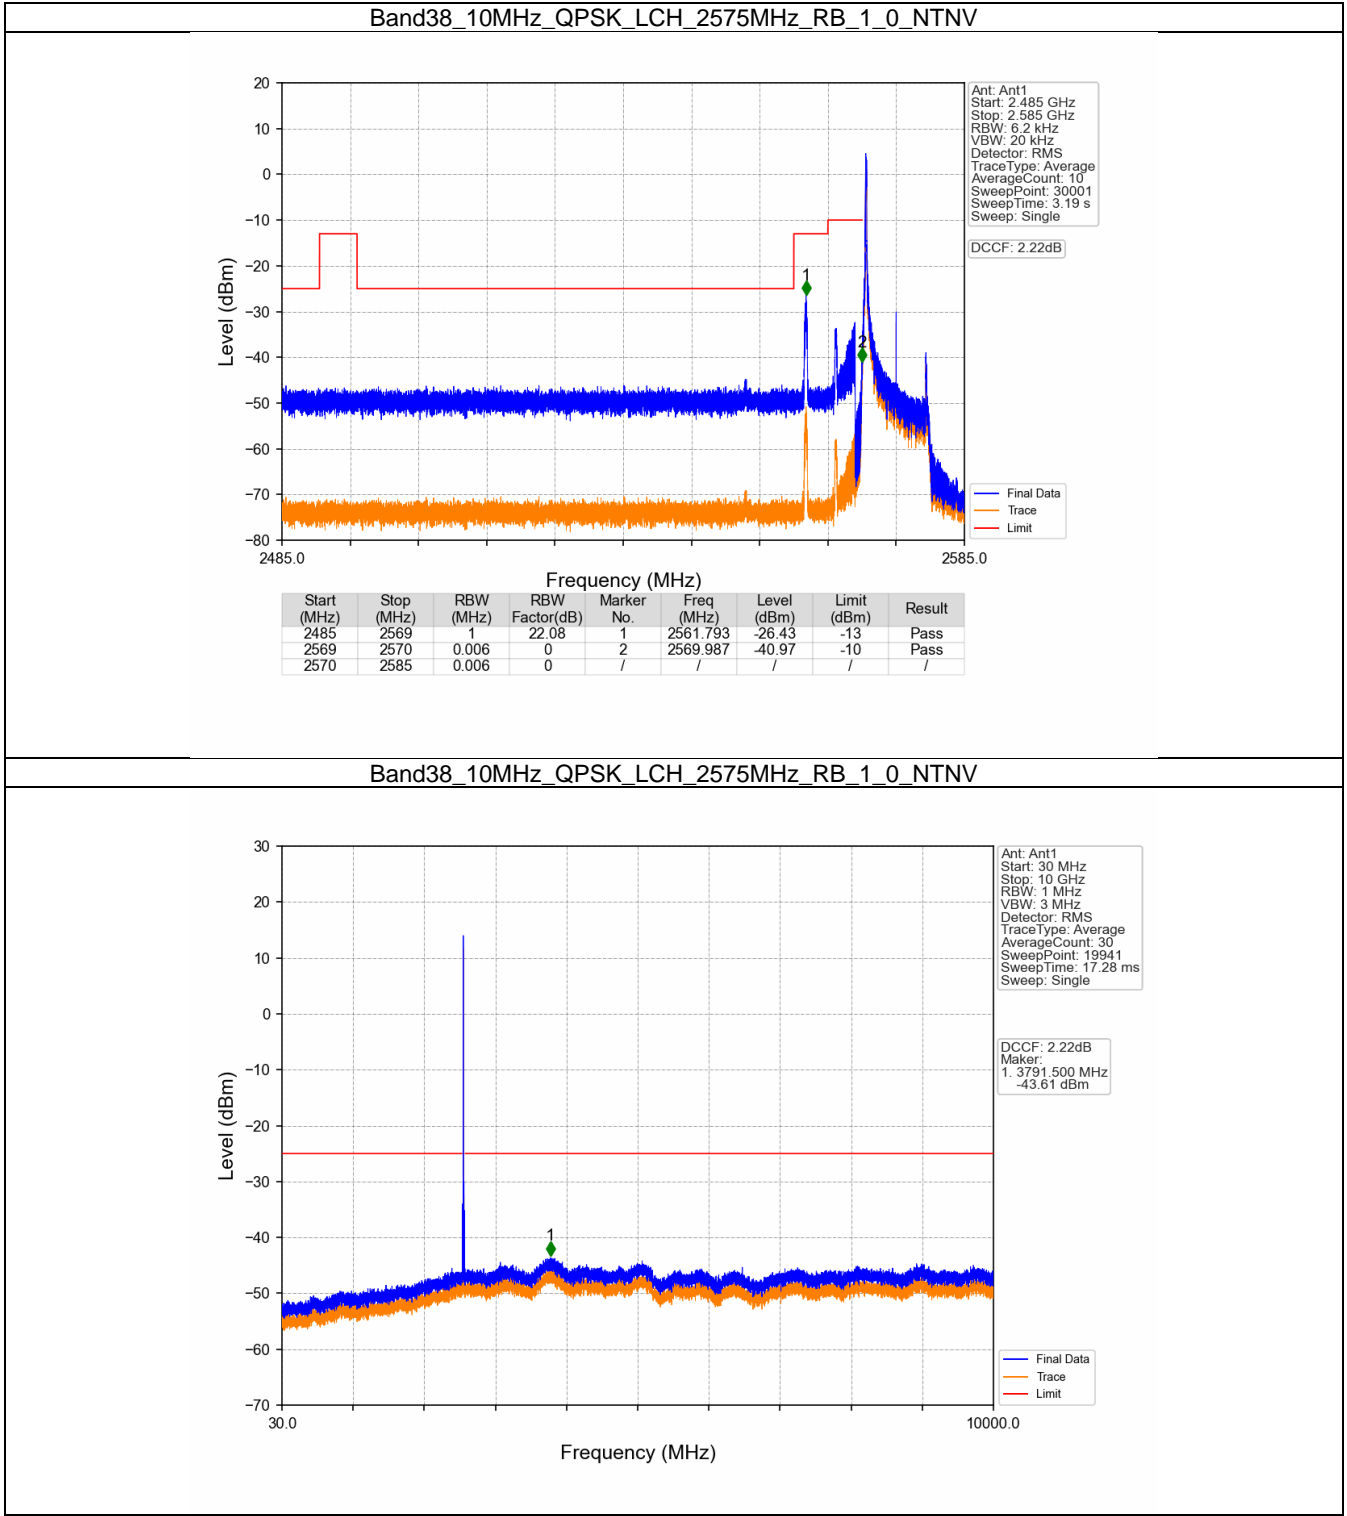 Band38_10MHz_QPSK_LCH_2575MHz_RB_1_0_NTNV
20
10
0
−10
−20
−30
−40
−50
−60
−70
−80
Level (dBm)
1
2
2485.0
2585.0
Frequency (MHz)
Ant: Ant1
Start: 2.485 GHz
Stop: 2.585 GHz
RBW: 6.2 kHz
VBW: 20 kHz
Detector: RMS
TraceType: Average
AverageCount: 10
SweepPoint: 30001
SweepTime: 3.19 s
Sweep: Single
DCCF: 2.22dB
Final Data
Trace
Limit
Start (MHz) Stop (MHz) RBW (MHz) RBW Factor(dB) Marker No. Freq (MHz) Level (dBm) Limit (dBm) Result
2485 2569 1 22.08 1 2561.793 -26.43 -13 Pass
2569 2570 0.006 0 2 2569.987 -40.97 -10 Pass
2570 2585 0.006 0 / / / / /
Band38_10MHz_QPSK_LCH_2575MHz_RB_1_0_NTNV
30
20
10
0
−10
−20
−30
−40
−50
−60
−70
Level (dBm)
1
30.0
10000.0
Frequency (MHz)
Ant: Ant1
Start: 30 MHz
Stop: 10 GHz
RBW: 1 MHz
VBW: 3 MHz
Detector: RMS
TraceType: Average
AverageCount: 30
SweepPoint: 19941
SweepTime: 17.28 ms
Sweep: Single
DCCF: 2.22dB
Maker:
1. 3791.500 MHz
-43.61 dBm
Final Data
Trace
Limit